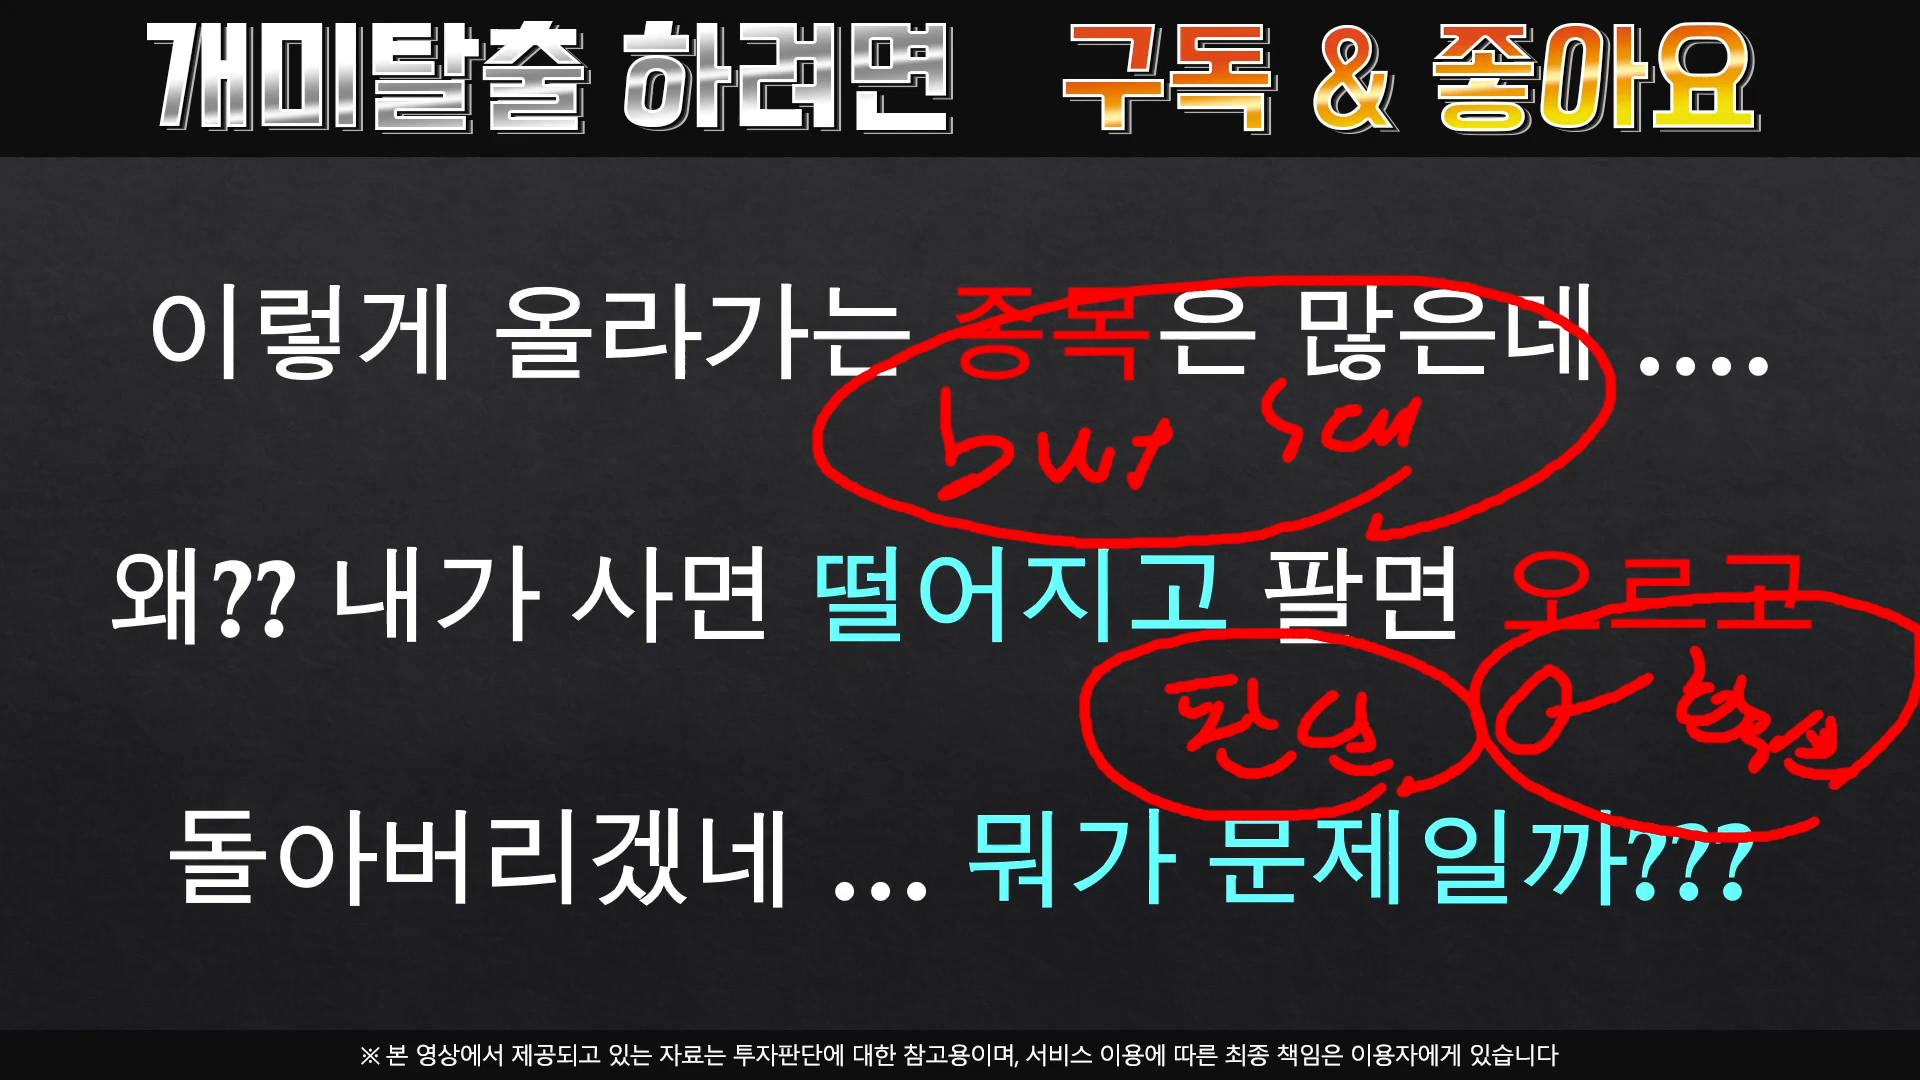 개미탈출 하려면 구독 & 좋아요
이렇게 올라가는 종목은 많은데 ....
but
왜?? 내가 사면 떨어지고 팔면 오르고
판단
돌아버리겠네 ... 뭐가 문제일까???
※ 본 영상에서 제공되고 있는 자료는 투자판단에 대한 참고용이며, 서비스 이용에 따른 최종 책임은 이용자에게 있습니다